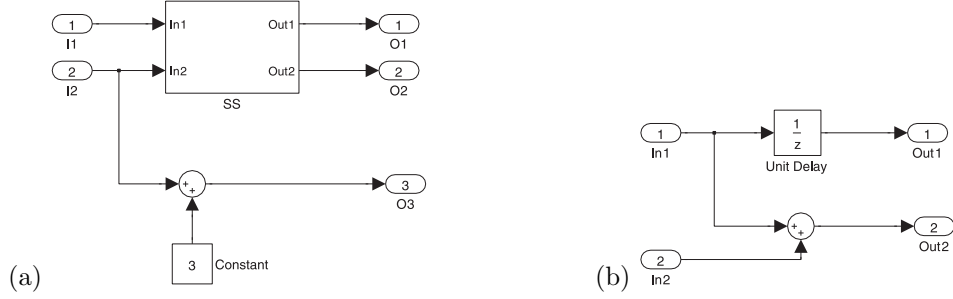 1
I1
In1
Out1
1
O1
2
I2
In2
Out2
2
O2
SS
+
+
3
O3
3
Constant
(a)
1
In1
1
z
Unit Delay
1
Out1
+
+
2
Out2
2
In2
(b)